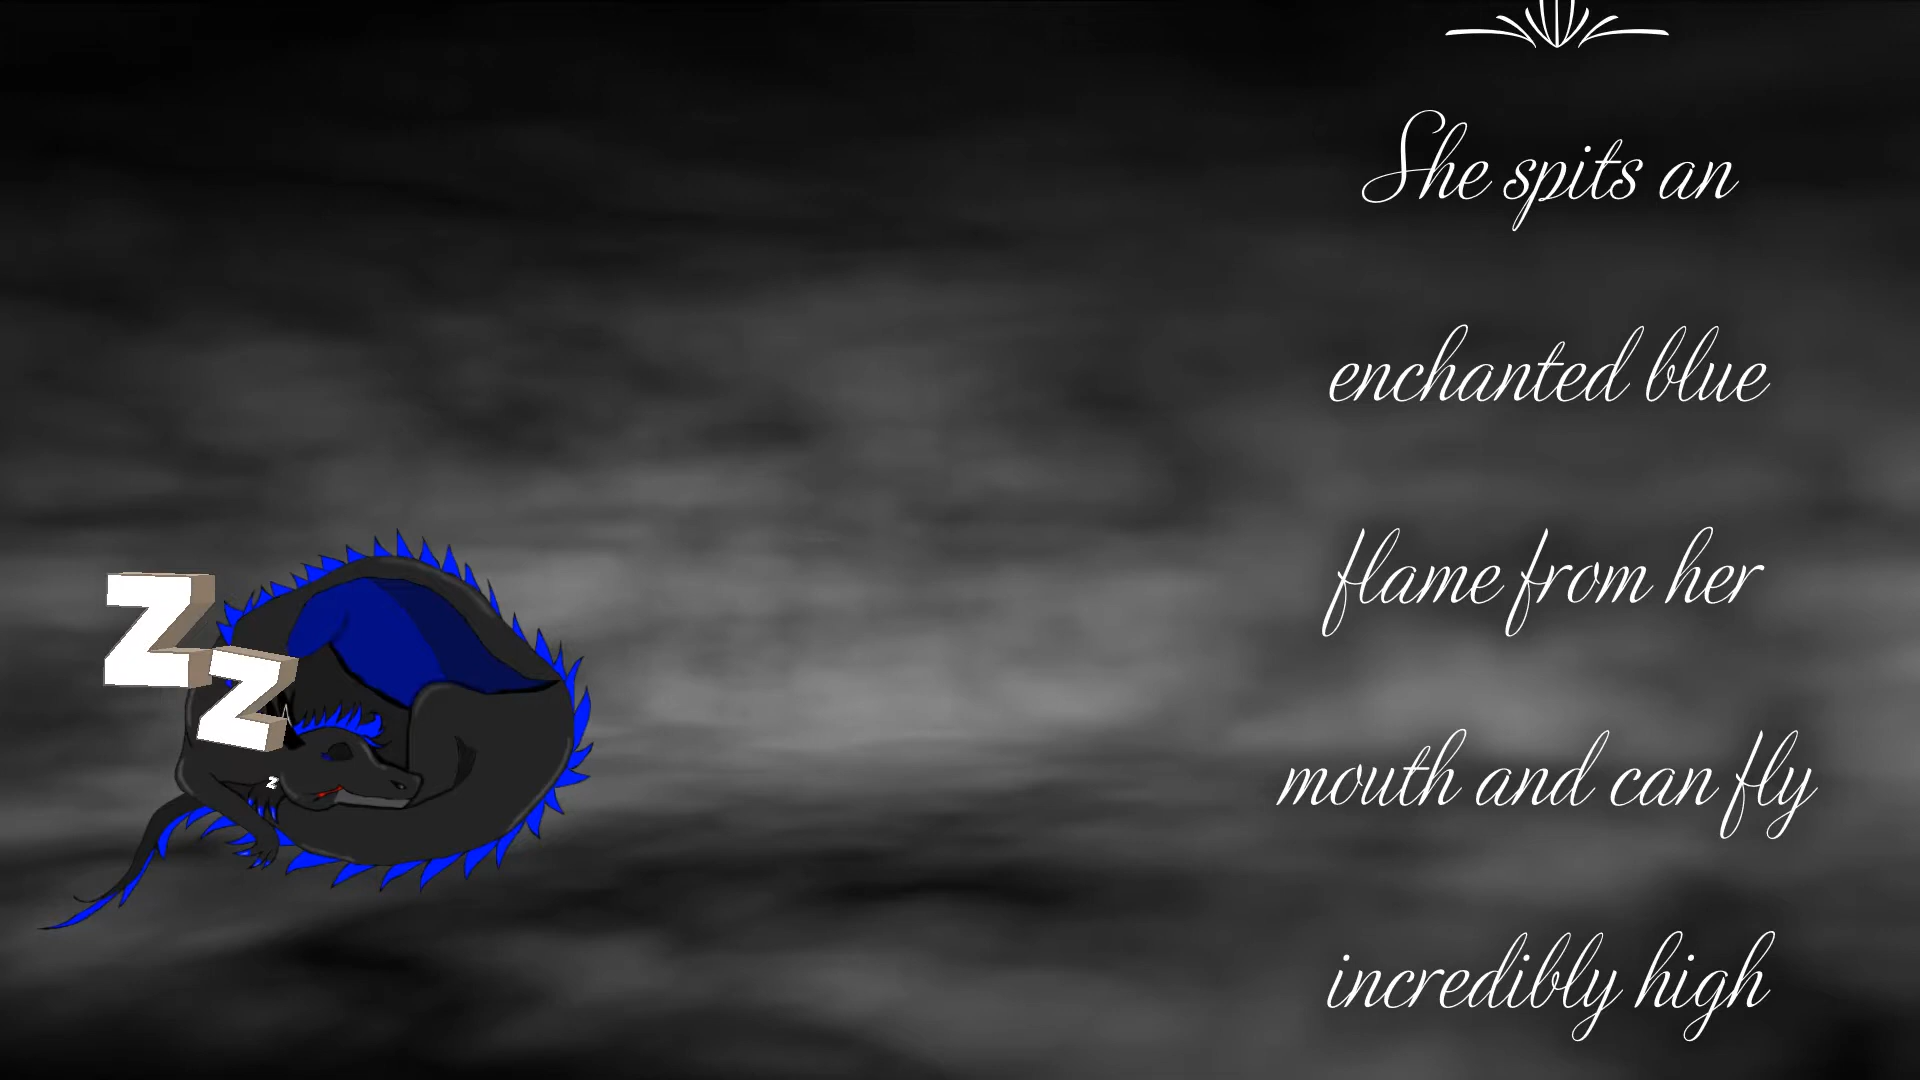 She spits an
enchanted blue
flame from her
mouth and can fly
incredibly high
Z
Z
z